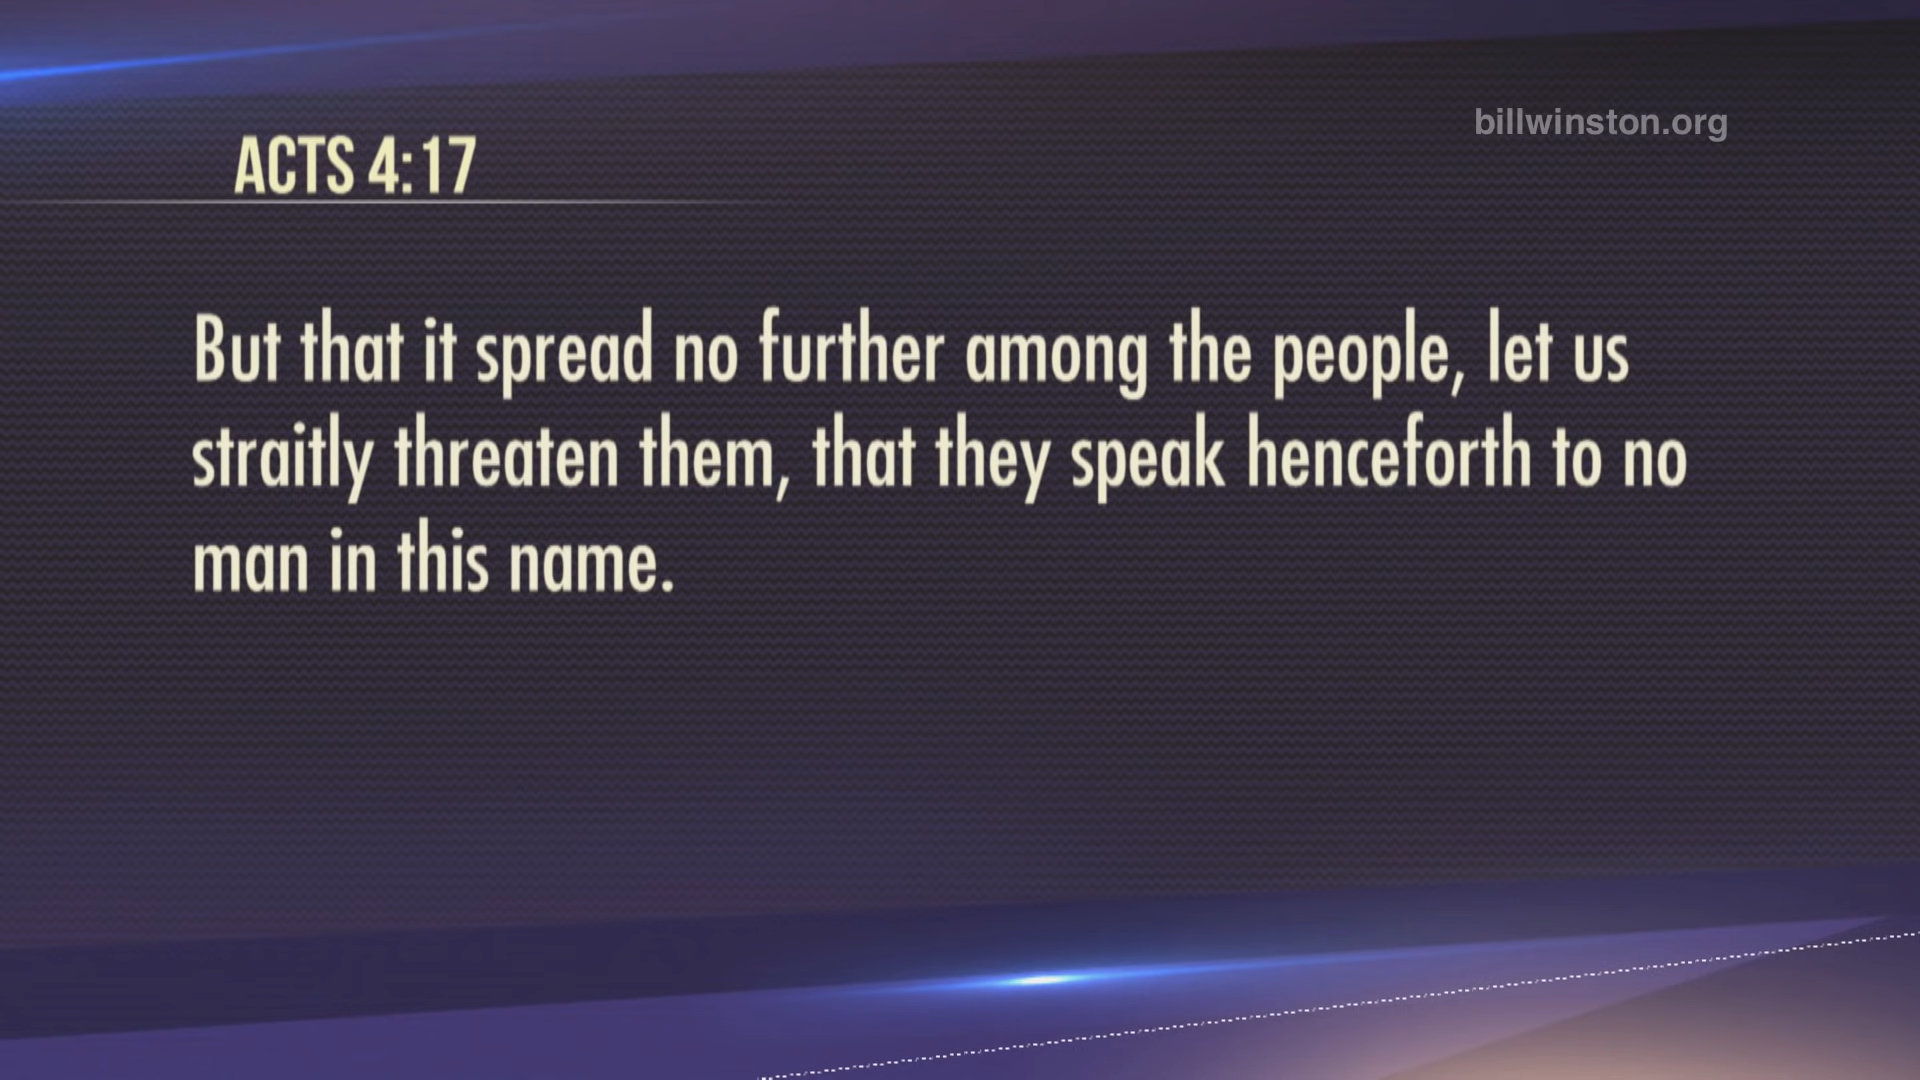 billwinston.org
ACTS 4:17
But that it spread no further among the people, let us
straitly threaten them, that they speak henceforth to no
man in this name.